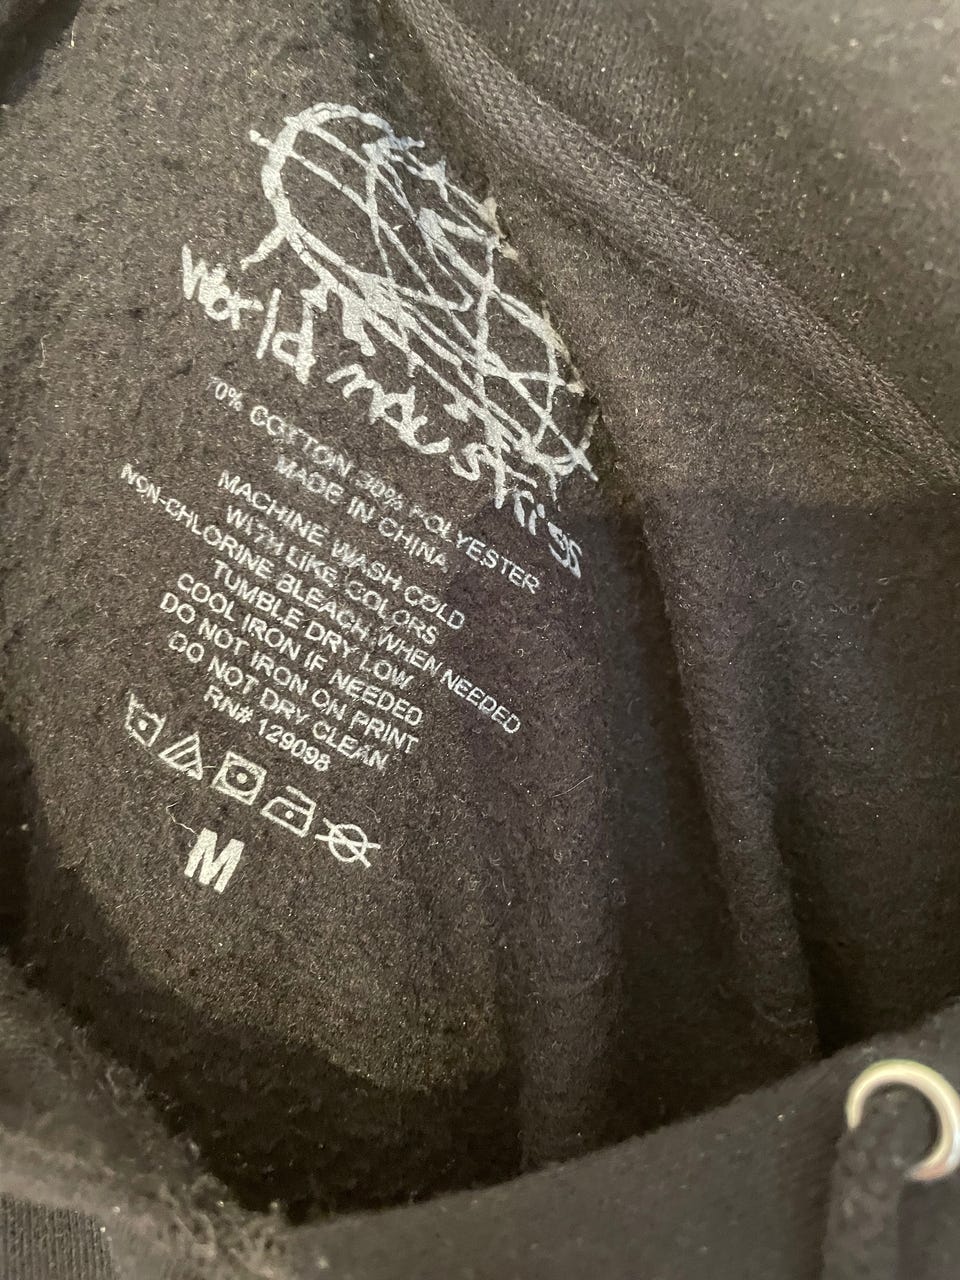 World industries
70% COTTON 30% POLYESTER
MADE IN CHINA
MACHINE WASH COLD
WITH LIKE COLORS
NON-CHLORINE BLEACH WHEN NEEDED
TUMBLE DRY LOW
COOL IRON IF NEEDED
DO NOT IRON ON PRINT
DO NOT DRY CLEAN
RN# 129098
M